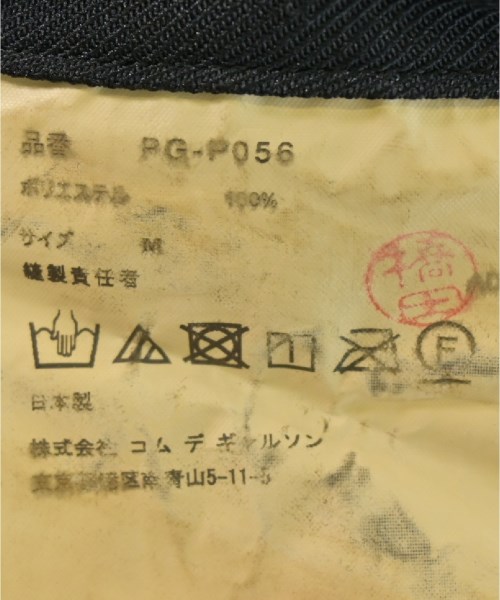 品番 PG-P056
ポリエステル 100%
サイズ M
縫製責任者
橋 AD
日本製
株式会社 コム デ ギャルソン
東京都港区南青山5-11-5